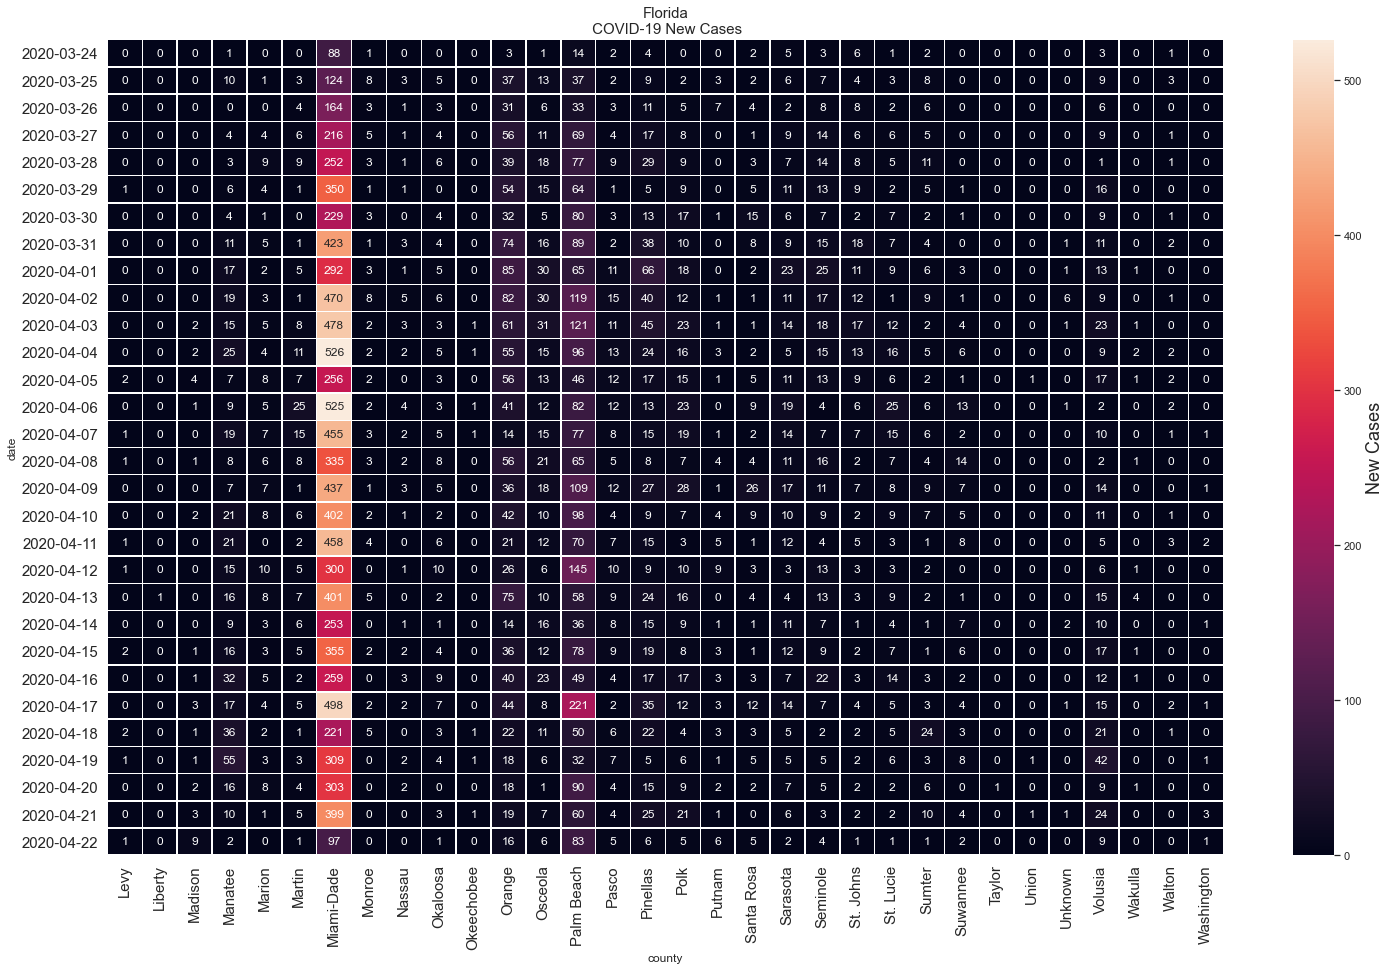 Florida
COVID-19 New Cases
2020-03-24 0 0 0 1 0 0 88 1 0 0 0 3 1 14 2 4 0 0 2 5 3 6 1 2 0 0 0 3 0 1 0
2020-03-25 0 0 0 10 1 3 124 8 3 5 0 37 13 37 2 9 2 3 2 6 7 4 3 8 0 0 0 9 0 3 0
2020-03-26 0 0 0 0 0 4 164 3 1 3 0 31 6 33 3 11 5 7 4 2 8 8 2 6 0 0 0 6 0 0 0
2020-03-27 0 0 0 4 4 6 216 5 1 4 0 56 11 69 4 17 8 0 1 9 14 6 6 5 0 0 0 9 0 1 0
2020-03-28 0 0 0 3 9 9 252 3 1 6 0 39 18 77 9 29 9 0 3 7 14 8 5 11 0 0 0 1 0 1 0
2020-03-29 1 0 0 6 4 1 350 1 1 0 0 54 15 64 1 5 9 0 5 11 13 9 2 5 1 0 0 16 0 0 0
2020-03-30 0 0 0 4 1 0 229 3 0 4 0 32 5 80 3 13 17 1 15 6 7 2 7 2 1 0 0 9 0 1 0
2020-03-31 0 0 0 11 5 1 423 1 3 4 0 74 16 89 2 38 10 0 8 9 15 18 7 4 0 0 0 1 11 0 2 0
2020-04-01 0 0 0 17 2 5 292 3 1 5 0 85 30 65 11 66 18 0 2 23 25 11 9 6 3 0 0 1 13 1 0 0
2020-04-02 0 0 0 19 3 1 470 8 5 6 0 82 30 119 15 40 12 1 1 11 17 12 1 9 1 0 0 6 9 0 1 0
2020-04-03 0 0 2 15 5 8 478 2 3 3 1 61 31 121 11 45 23 1 1 14 18 17 12 2 4 0 0 1 23 1 0 0
2020-04-04 0 0 2 25 4 11 526 2 2 5 1 55 15 96 13 24 16 3 2 5 15 13 16 5 6 0 0 0 9 2 2 0
2020-04-05 2 0 4 7 8 7 256 2 0 3 0 56 13 46 12 17 15 1 5 11 13 9 6 2 1 0 1 0 17 1 2 0
2020-04-06 0 0 1 9 5 25 525 2 4 3 1 41 12 82 12 13 23 0 9 19 4 6 25 6 13 0 0 1 2 0 2 0
2020-04-07 1 0 0 19 7 15 455 3 2 5 1 14 15 77 8 15 19 1 2 14 7 7 15 6 2 0 0 0 10 0 1 1
2020-04-08 1 0 1 8 6 8 335 3 2 8 0 56 21 65 5 8 7 4 4 11 16 2 7 4 14 0 0 0 2 1 0 0
2020-04-09 0 0 0 7 7 1 437 1 3 5 0 36 18 109 12 27 28 1 26 17 11 7 8 9 7 0 0 0 14 0 0 1
2020-04-10 0 0 2 21 8 6 402 2 1 2 0 42 10 98 4 9 7 4 9 10 9 2 9 7 5 0 0 0 11 0 1 0
2020-04-11 1 0 0 21 0 2 458 4 0 6 0 21 12 70 7 15 3 5 1 12 4 5 3 1 8 0 0 0 5 0 3 2
2020-04-12 1 0 0 15 10 5 300 0 1 10 0 26 6 145 10 9 10 9 3 3 13 3 3 2 0 0 0 0 6 1 0 0
2020-04-13 0 1 0 16 8 7 401 5 0 2 0 75 10 58 9 24 16 0 4 4 13 3 9 2 1 0 0 0 15 4 0 0
2020-04-14 0 0 0 9 3 6 253 0 1 1 0 14 16 36 8 15 9 1 1 11 7 1 4 1 7 0 0 2 10 0 0 1
2020-04-15 2 0 1 16 3 5 355 2 2 4 0 36 12 78 9 19 8 3 1 12 9 2 7 1 6 0 0 0 17 1 0 0
2020-04-16 0 0 1 32 5 2 259 0 3 9 0 40 23 49 4 17 17 3 3 7 22 3 14 3 2 0 0 0 12 1 0 0
2020-04-17 0 0 3 17 4 5 498 2 2 7 0 44 8 221 2 35 12 3 12 14 7 4 5 3 4 0 0 1 15 0 2 1
2020-04-18 2 0 1 36 2 1 221 5 0 3 1 22 11 50 6 22 4 3 3 5 2 2 5 24 3 0 0 0 21 0 1 0
2020-04-19 1 0 1 55 3 3 309 0 2 4 1 18 6 32 7 5 6 1 5 5 5 2 6 3 8 0 1 0 42 0 0 1
2020-04-20 0 0 2 16 8 4 303 0 2 0 0 18 1 90 4 15 9 2 2 7 5 2 2 6 0 1 0 0 9 1 0 0
2020-04-21 0 0 3 10 1 5 399 0 0 3 1 19 7 60 4 25 21 1 0 6 3 2 2 10 4 0 1 1 24 0 0 3
2020-04-22 1 0 9 2 0 1 97 0 0 1 0 16 6 83 5 6 5 6 5 2 4 1 1 1 2 0 0 0 9 0 0 1
date
Levy Liberty Madison Manatee Marion Martin Miami-Dade Monroe Nassau Okaloosa Okeechobee Orange Osceola Palm Beach Pasco Pinellas Polk Putnam Santa Rosa Sarasota Seminole St. Johns St. Lucie Sumter Suwannee Taylor Union Unknown Volusia Wakulla Walton Washington
county
500
400
300
200
100
0
New Cases